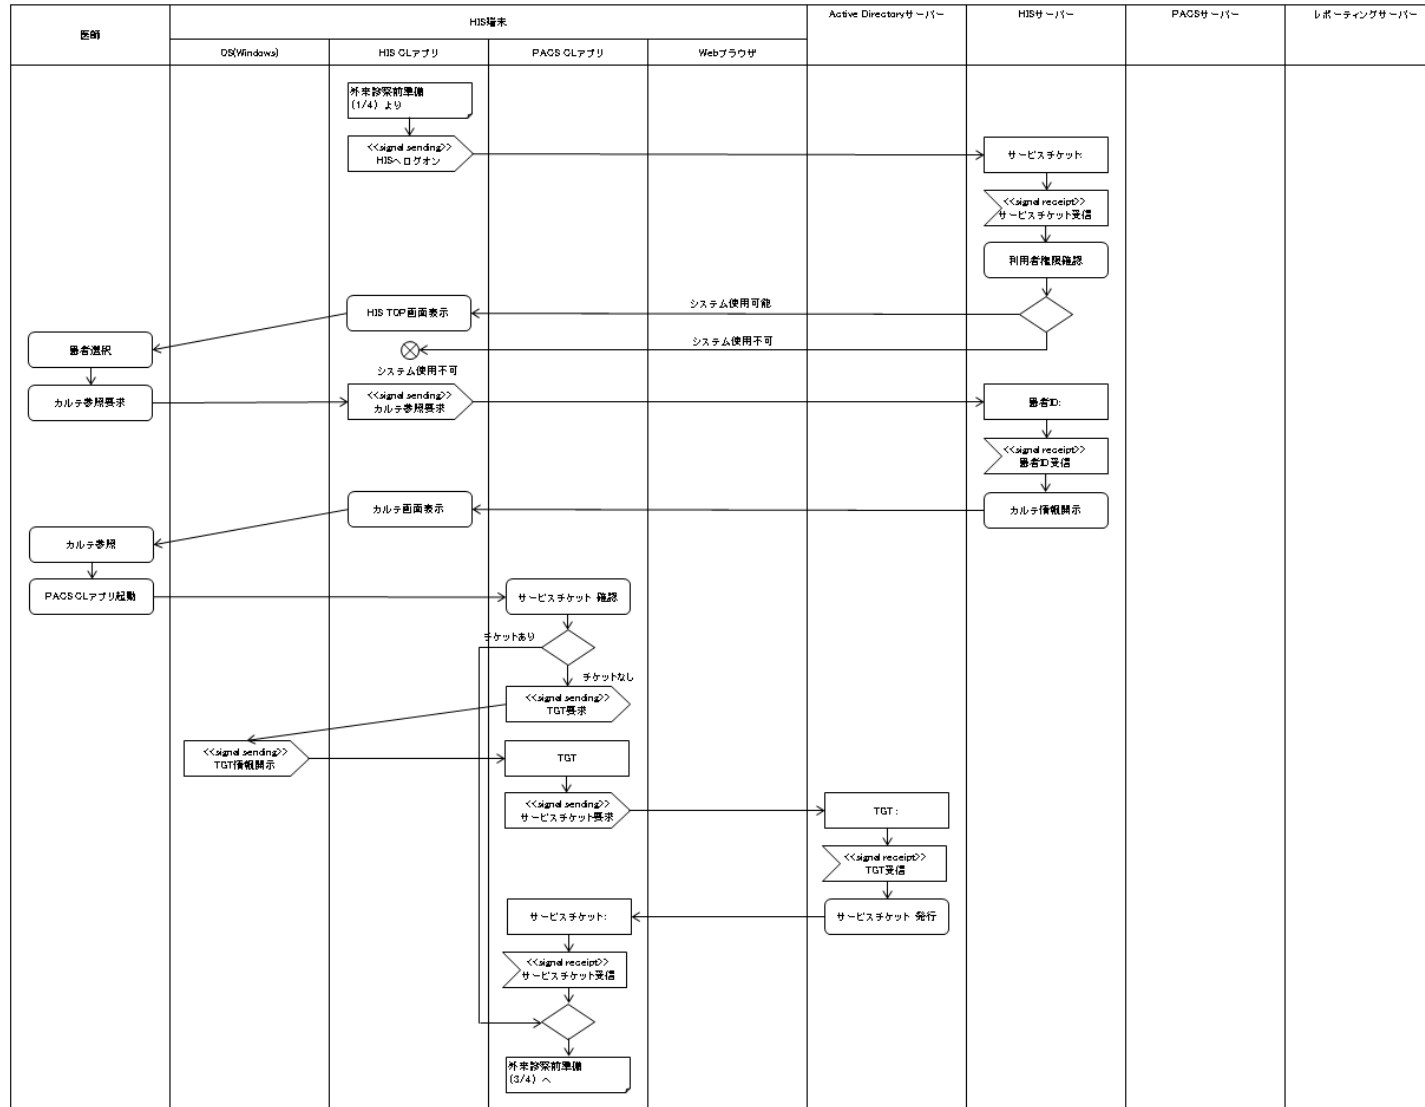 医師
HIS端末
Active Directoryサーバー
HISサーバー
PACSサーバー
レポーティングサーバー
OS(Windows)
HIS CLアプリ
PACS CLアプリ
Webブラウザ
外来診察前準備
(1/4) より
<<signal sending>>
HISへログオン
サービスチケット:
<<signal receipt>>
サービスチケット受信
利用者権限確認
システム使用可能
HIS TOP画面表示
システム使用不可
患者選択
システム使用不可
カルテ参照要求
<<signal sending>>
カルテ参照要求
患者ID:
<<signal receipt>>
患者ID受信
カルテ画面表示
カルテ情報開示
カルテ参照
PACS CLアプリ起動
サービスチケット 確認
チケットあり
チケットなし
<<signal sending>>
TGT要求
<<signal sending>>
TGT情報開示
TGT
<<signal sending>>
サービスチケット要求
TGT :
<<signal receipt>>
TGT受信
サービスチケット:
サービスチケット 発行
<<signal receipt>>
サービスチケット受信
外来診察前準備
(3/4) へ